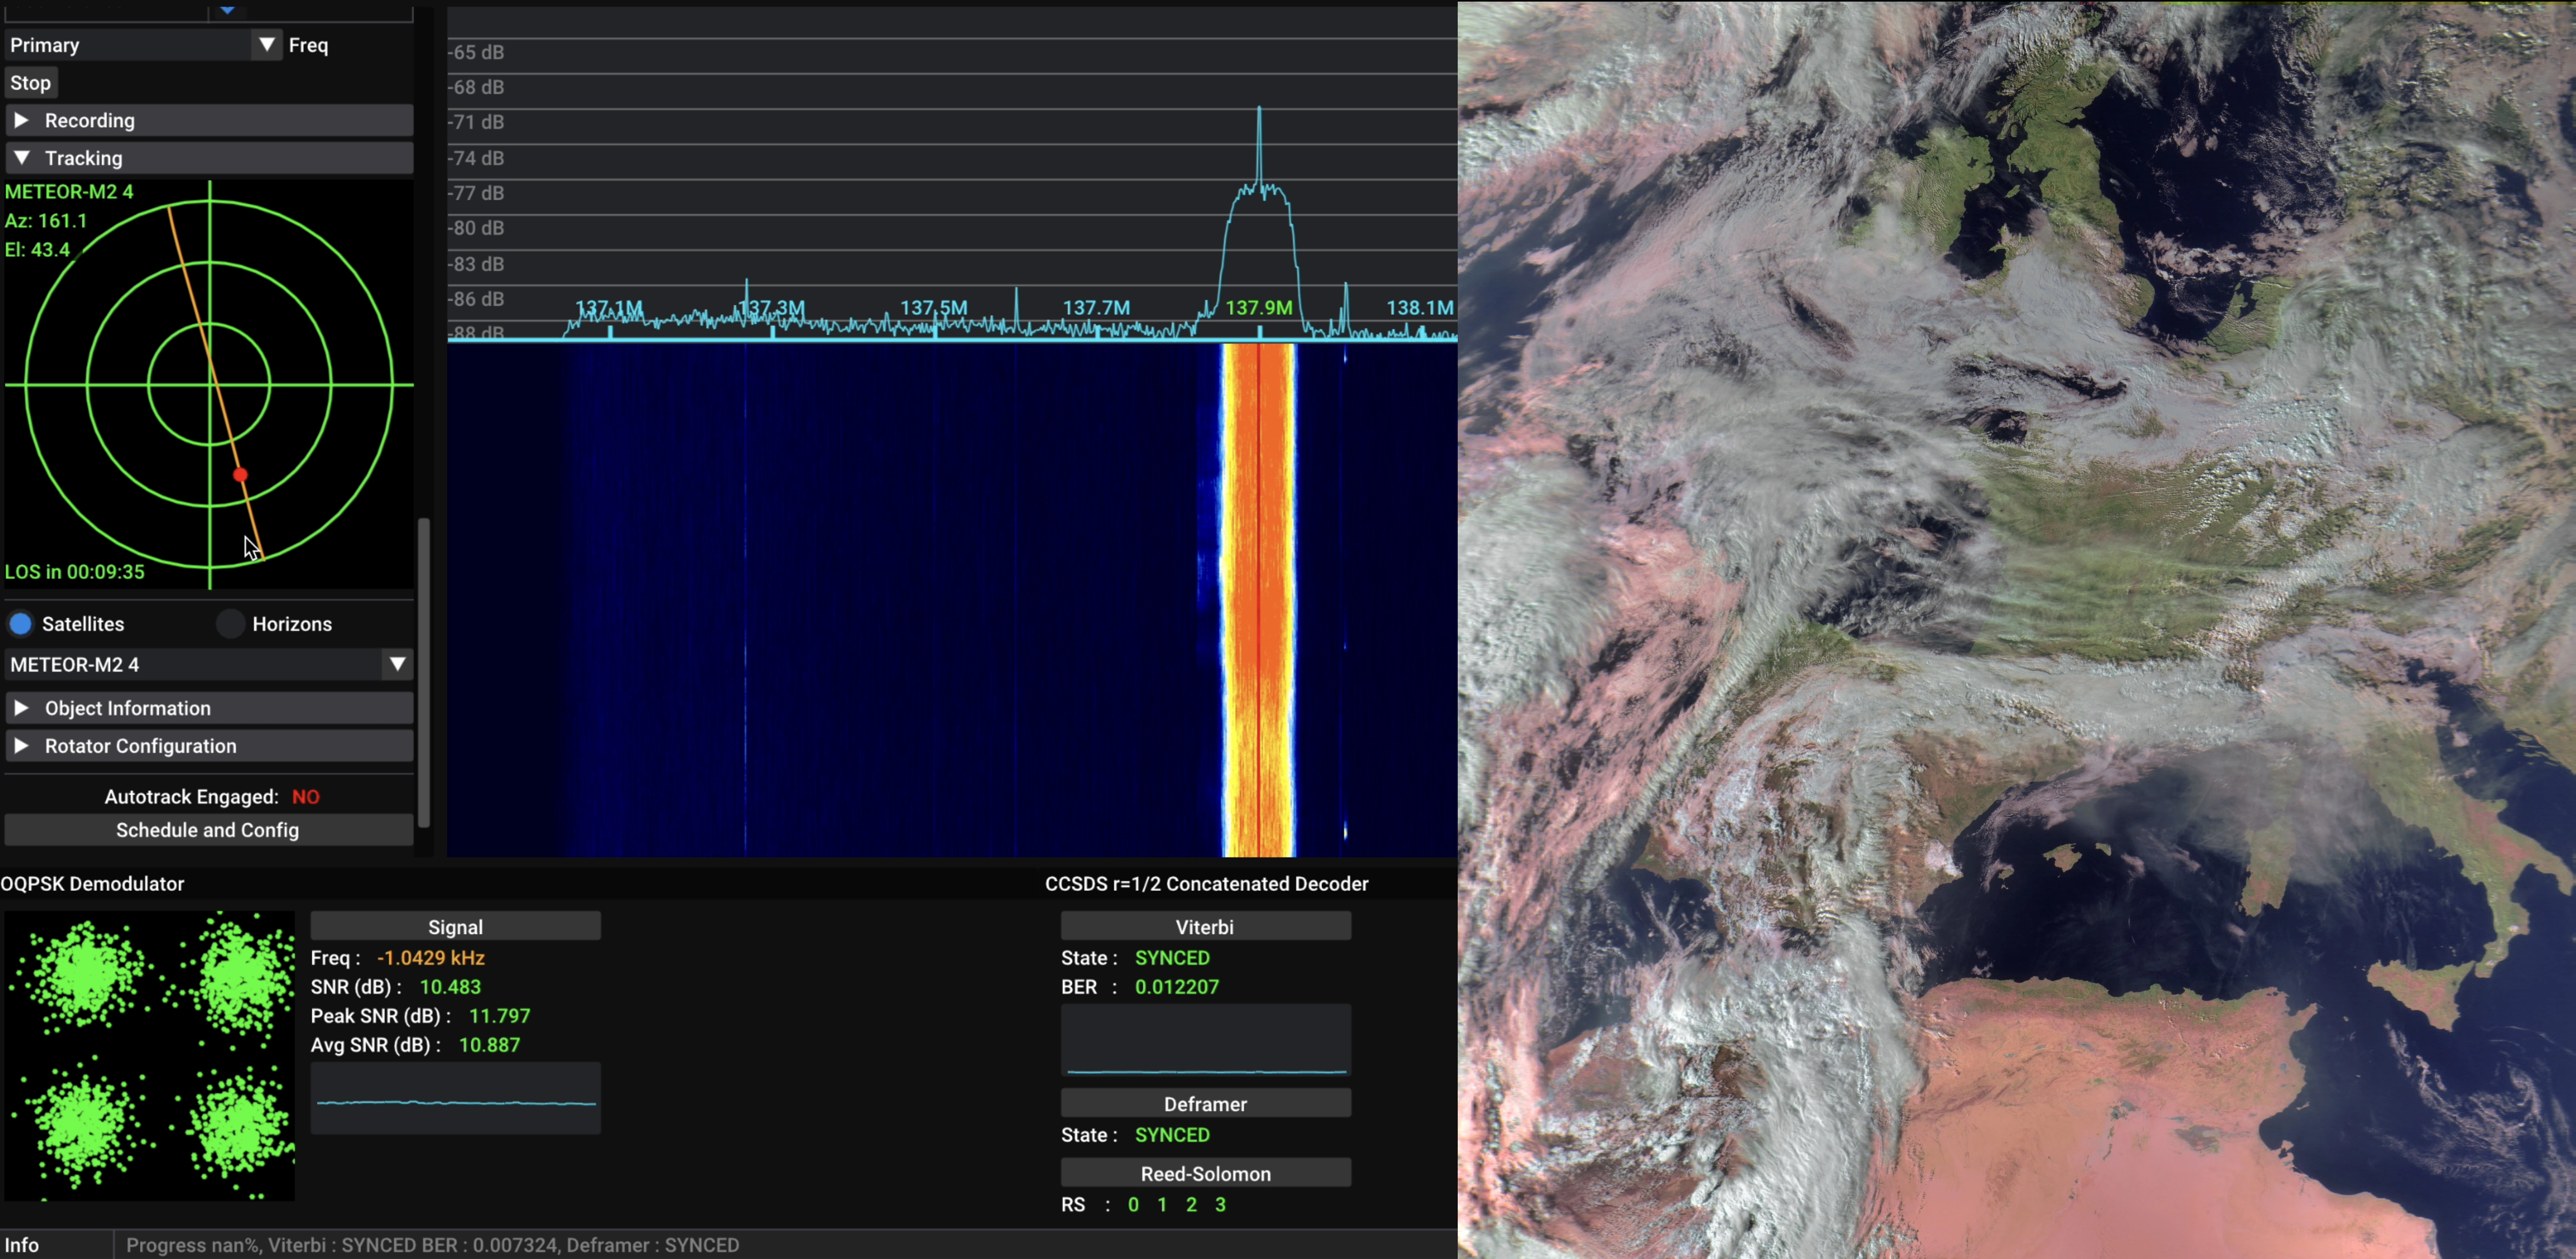 Primary Freq
Stop
Recording
Tracking
METEOR-M2 4
Az: 161.1
El: 43.4
LOS in 00:09:35
Satellites Horizons
METEOR-M2 4
Object Information
Rotator Configuration
Autotrack Engaged: NO
Schedule and Config
-65 dB
-68 dB
-71 dB
-74 dB
-77 dB
-80 dB
-83 dB
-86 dB
-88 dB
137.1M 137.3M 137.5M 137.7M 137.9M 138.1M
OQPSK Demodulator
Signal
Freq : -1.0429 kHz
SNR (dB) : 10.483
Peak SNR (dB) : 11.797
Avg SNR (dB) : 10.887
CCSDS r=1/2 Concatenated Decoder
Viterbi
State : SYNCED
BER : 0.012207
Deframer
State : SYNCED
Reed-Solomon
RS : 0 1 2 3
Info Progress nan%, Viterbi : SYNCED BER : 0.007324, Deframer : SYNCED